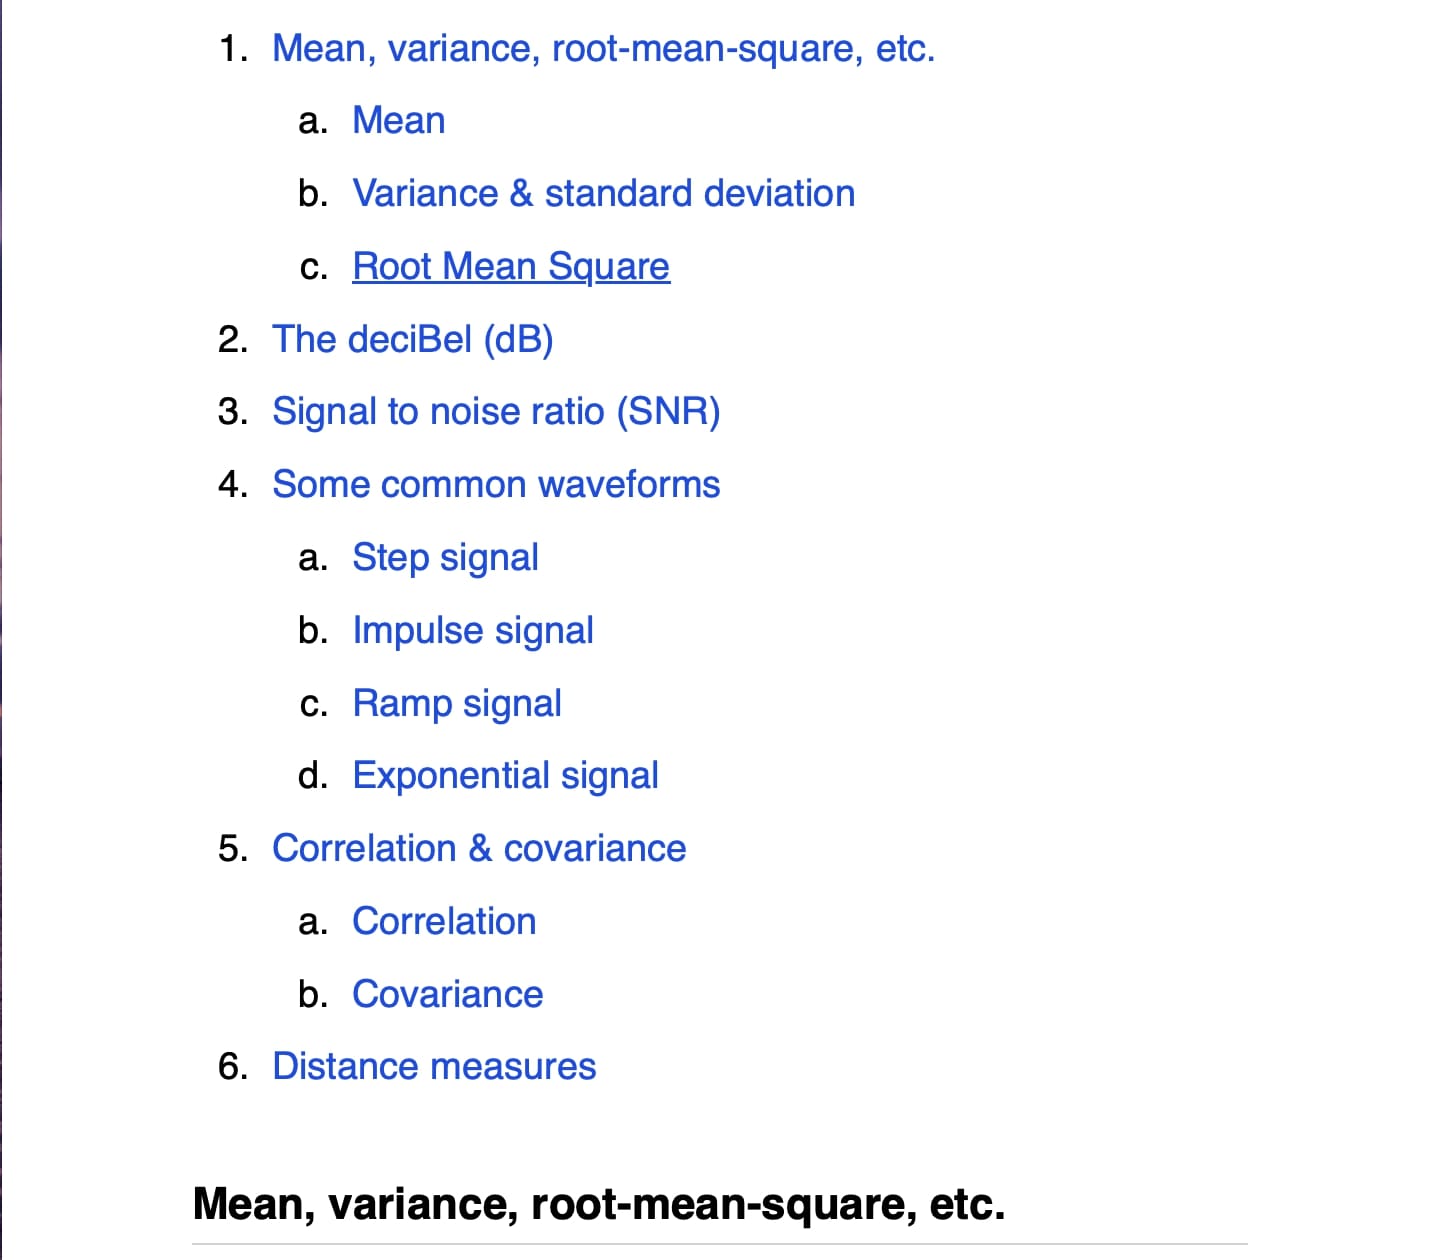 1. Mean, variance, root-mean-square, etc.
a. Mean
b. Variance & standard deviation
c. Root Mean Square
2. The deciBel (dB)
3. Signal to noise ratio (SNR)
4. Some common waveforms
a. Step signal
b. Impulse signal
c. Ramp signal
d. Exponential signal
5. Correlation & covariance
a. Correlation
b. Covariance
6. Distance measures
Mean, variance, root-mean-square, etc.